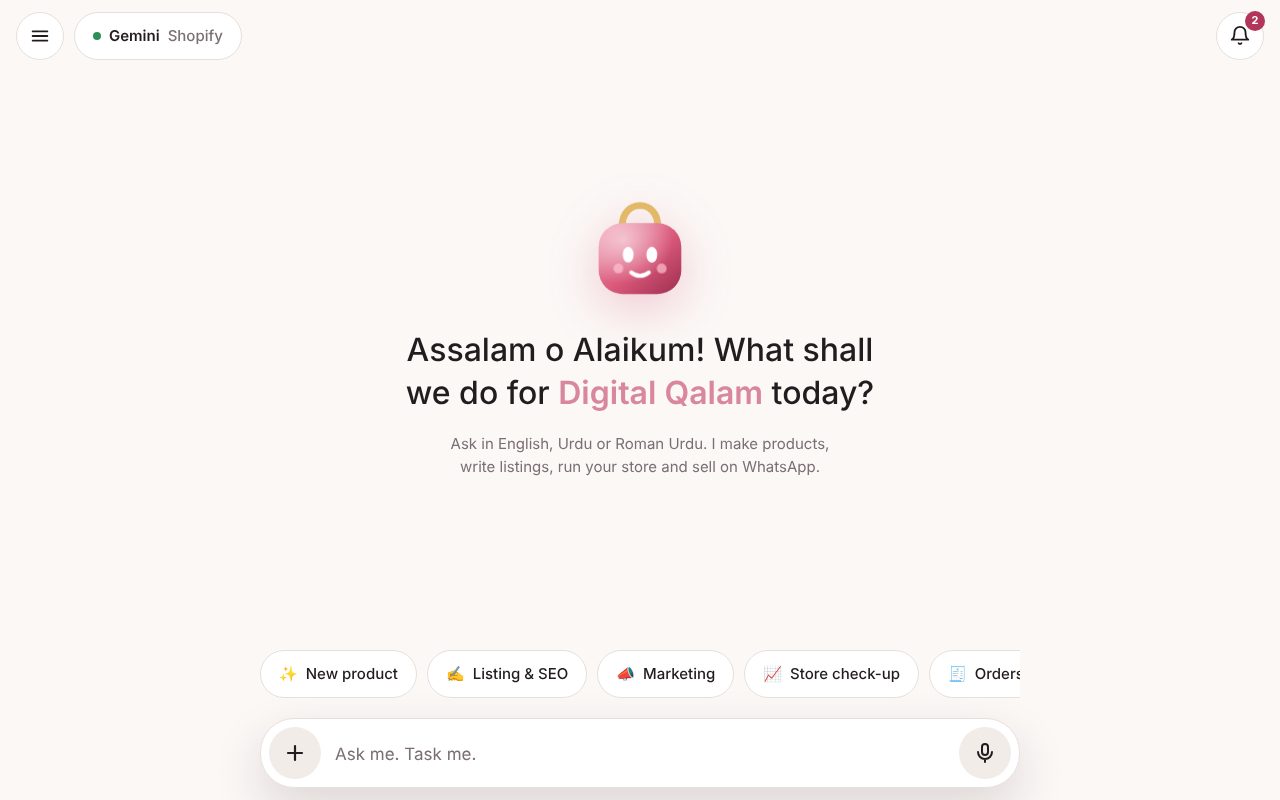 Gemini Shopify
2
Assalam o Alaikum! What shall
we do for Digital Qalam today?
Ask in English, Urdu or Roman Urdu. I make products,
write listings, run your store and sell on WhatsApp.
✨ New product
✍️ Listing & SEO
📣 Marketing
📈 Store check-up
🧾 Orders
Ask me. Task me.